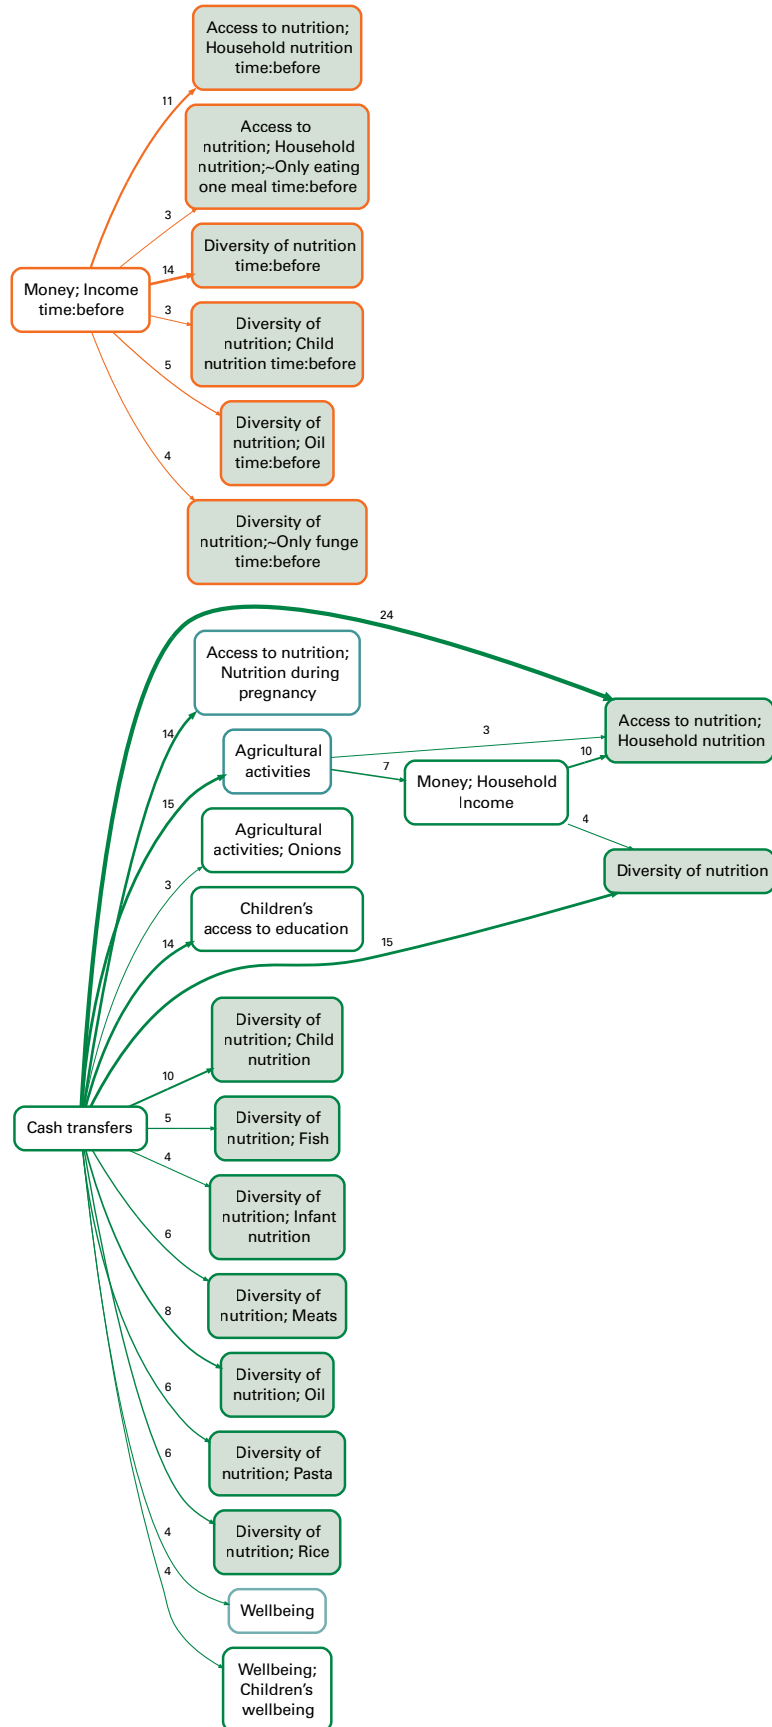 Access to nutrition;
Household nutrition
time:before
11
Access to
nutrition; Household
nutrition;~Only eating
one meal time:before
3
Diversity of nutrition
time:before
14
Money; Income
time:before
3
Diversity of
nutrition; Child
nutrition time:before
5
Diversity of
nutrition; Oil
time:before
4
Diversity of
nutrition;~Only funge
time:before
24
Access to nutrition;
Nutrition during
pregnancy
14
Access to nutrition;
Household nutrition
3
10
Agricultural
activities
7
Money; Household
Income
15
4
Agricultural
activities; Onions
3
Diversity of nutrition
Children's
access to education
14
15
Diversity of
nutrition; Child
nutrition
10
Cash transfers
5
Diversity of
nutrition; Fish
4
Diversity of
nutrition; Infant
nutrition
6
Diversity of
nutrition; Meats
8
Diversity of
nutrition; Oil
6
Diversity of
nutrition; Pasta
6
Diversity of
nutrition; Rice
4
Wellbeing
4
Wellbeing;
Children's
wellbeing